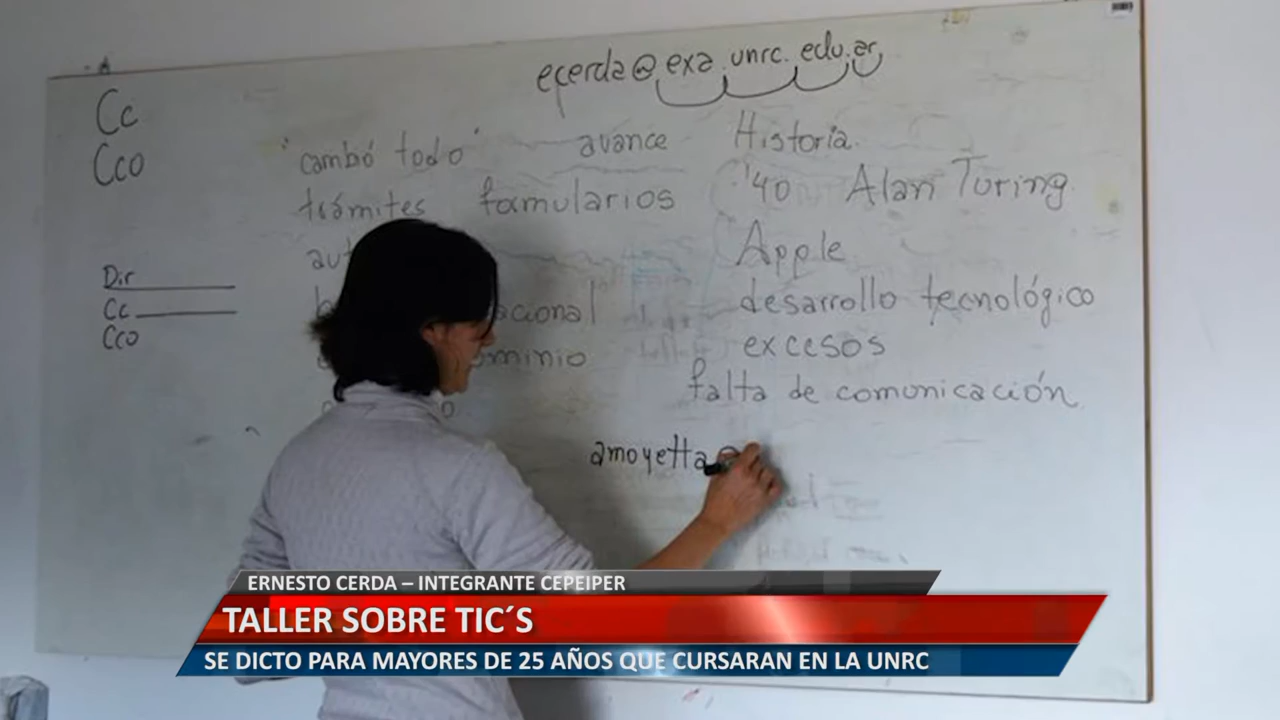 ecerda@exa.unrc.edu.ar
Cc
Cco
"cambó todo" avance
Historia.
trámites formularios
'40 Alan Turing
Apple
Dir
desarrollo tecnológico
Cc
Cco
excesos
falta de comunicación
amoyetta@
ERNESTO CERDA – INTEGRANTE CEPEIPER
TALLER SOBRE TIC´S
SE DICTO PARA MAYORES DE 25 AÑOS QUE CURSARAN EN LA UNRC